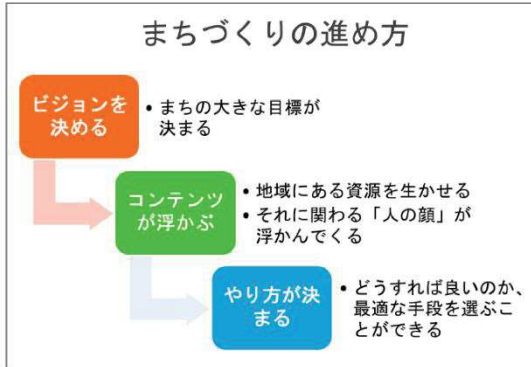 まちづくりの進め方
ビジョンを
決める
• まちの大きな目標が
決まる
コンテンツ
が浮かぶ
• 地域にある資源を生かせる
• それに関わる「人の顔」が
浮かんでくる
やり方が決
まる
• どうすれば良いのか、
最適な手段を選ぶこ
とができる